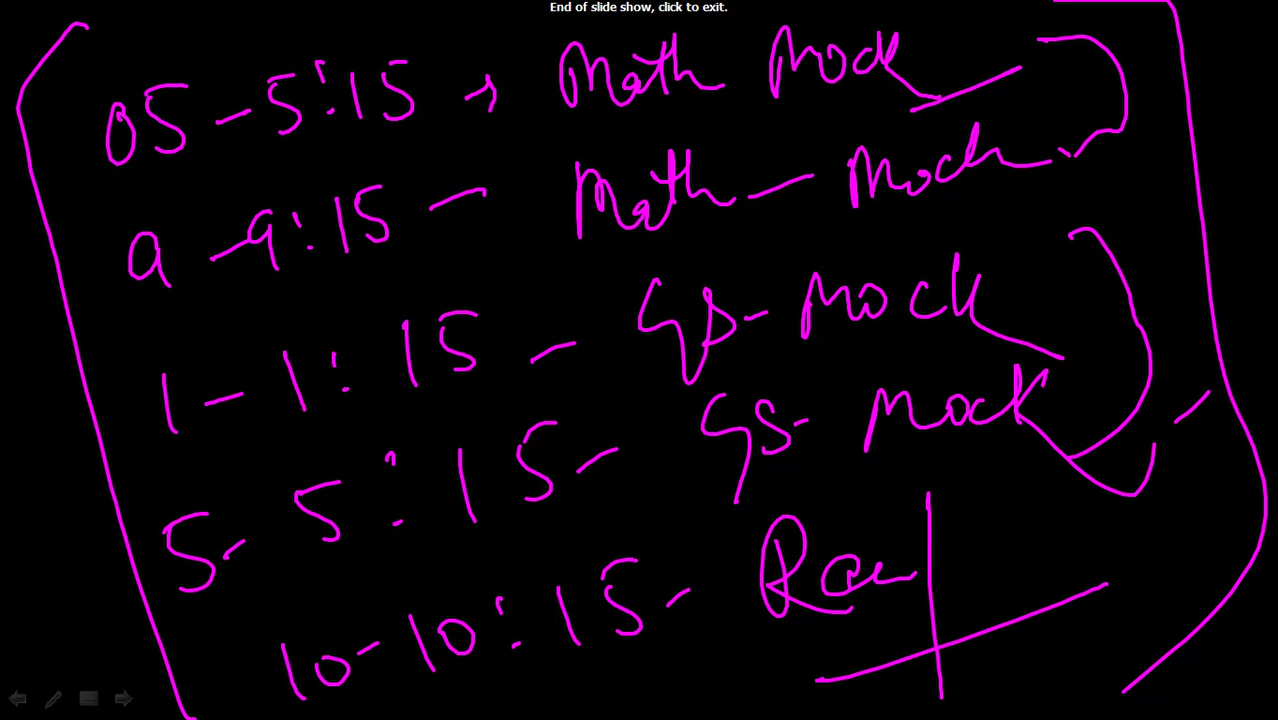 End of slide show, click to exit.
05 - 5:15 → Math Mock
9 - 9:15 - Math - Mock
1 - 1:15 - GS - Mock
5 - 5:15 - GS - Mock
10 - 10:15 -